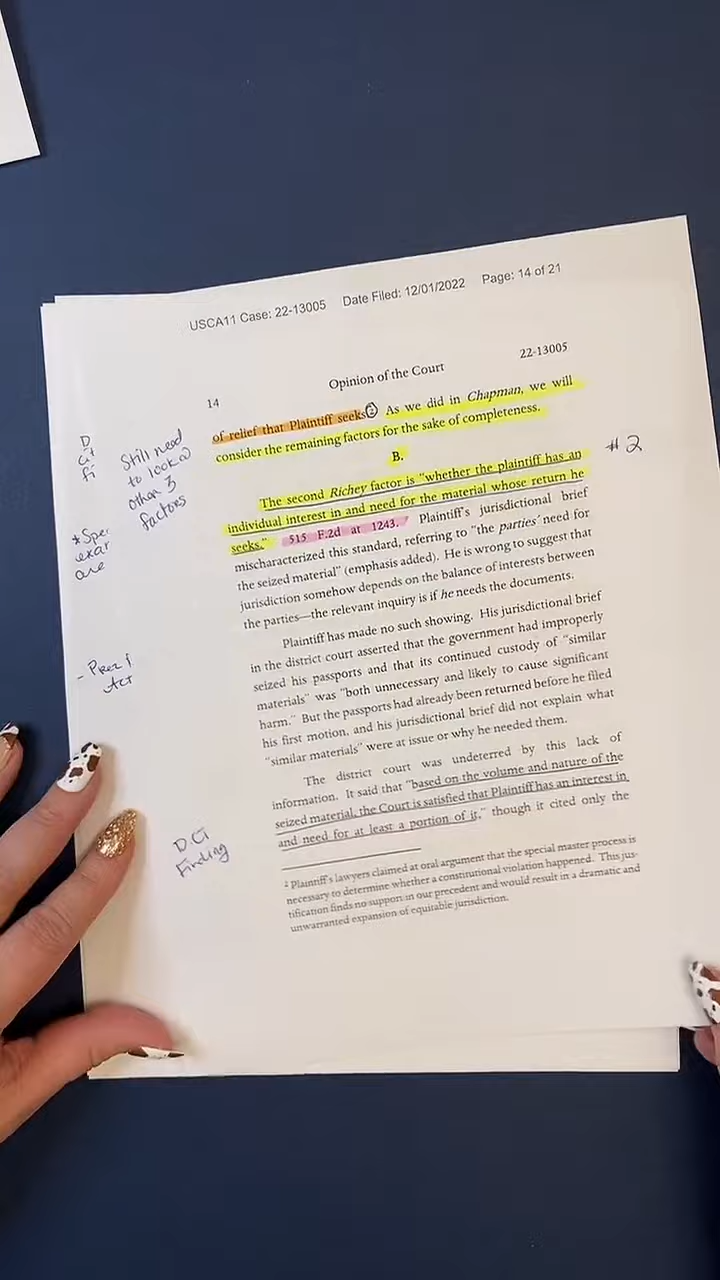 USCA11 Case: 22-13005 Date Filed: 12/01/2022 Page: 14 of 21
14 Opinion of the Court 22-13005
of relief that Plaintiff seeks.2 As we did in Chapman, we will
consider the remaining factors for the sake of completeness.
Still need
to look @
other 3
factors
B.
#2
The second Richey factor is "whether the plaintiff has an
individual interest in and need for the material whose return he
seeks." 515 F.2d at 1243. Plaintiff's jurisdictional brief
mischaracterized this standard, referring to "the parties' need for
the seized material" (emphasis added). He is wrong to suggest that
jurisdiction somehow depends on the balance of interests between
the parties—the relevant inquiry is if he needs the documents.
Plaintiff has made no such showing. His jurisdictional brief
in the district court asserted that the government had improperly
seized his passports and that its continued custody of "similar
materials" was "both unnecessary and likely to cause significant
harm." But the passports had already been returned before he filed
his first motion, and his jurisdictional brief did not explain what
"similar materials" were at issue or why he needed them.
The district court was undeterred by this lack of
information. It said that "based on the volume and nature of the
seized material, the Court is satisfied that Plaintiff has an interest in
and need for at least a portion of it," though it cited only the
D. Ct
Finding
2 Plaintiff's lawyers claimed at oral argument that the special master process is
necessary to determine whether a constitutional violation happened. This jus-
tification finds no support in our precedent and would result in a dramatic and
unwarranted expansion of equitable jurisdiction.